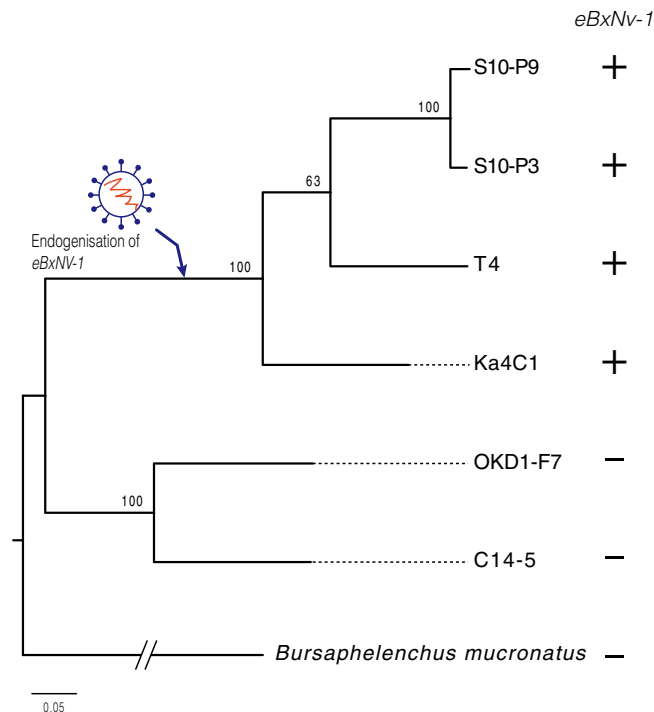 eBxNv-1
S10-P9 +
100
S10-P3 +
63
Endogenisation of
eBxNV-1
100
T4 +
Ka4C1 +
OKD1-F7 –
100
C14-5 –
Bursaphelenchus mucronatus –
0.05